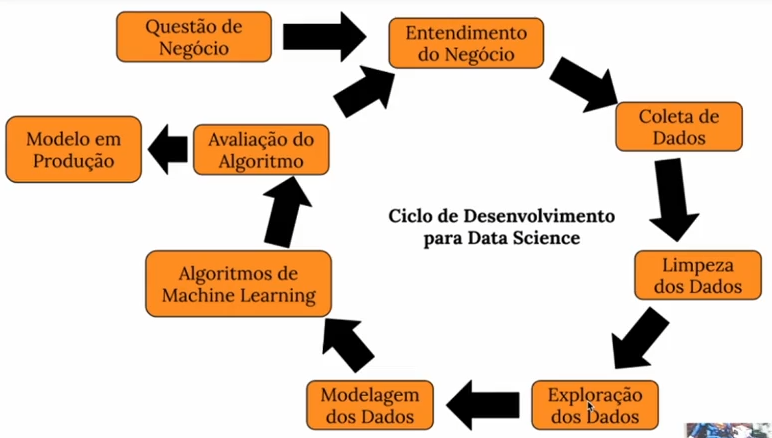 Questão de
Negócio
Entendimento
do Negócio
Coleta de
Dados
Limpeza
dos Dados
Exploração
dos Dados
Modelagem
dos Dados
Algoritmos de
Machine Learning
Avaliação do
Algoritmo
Modelo em
Produção
Ciclo de Desenvolvimento
para Data Science